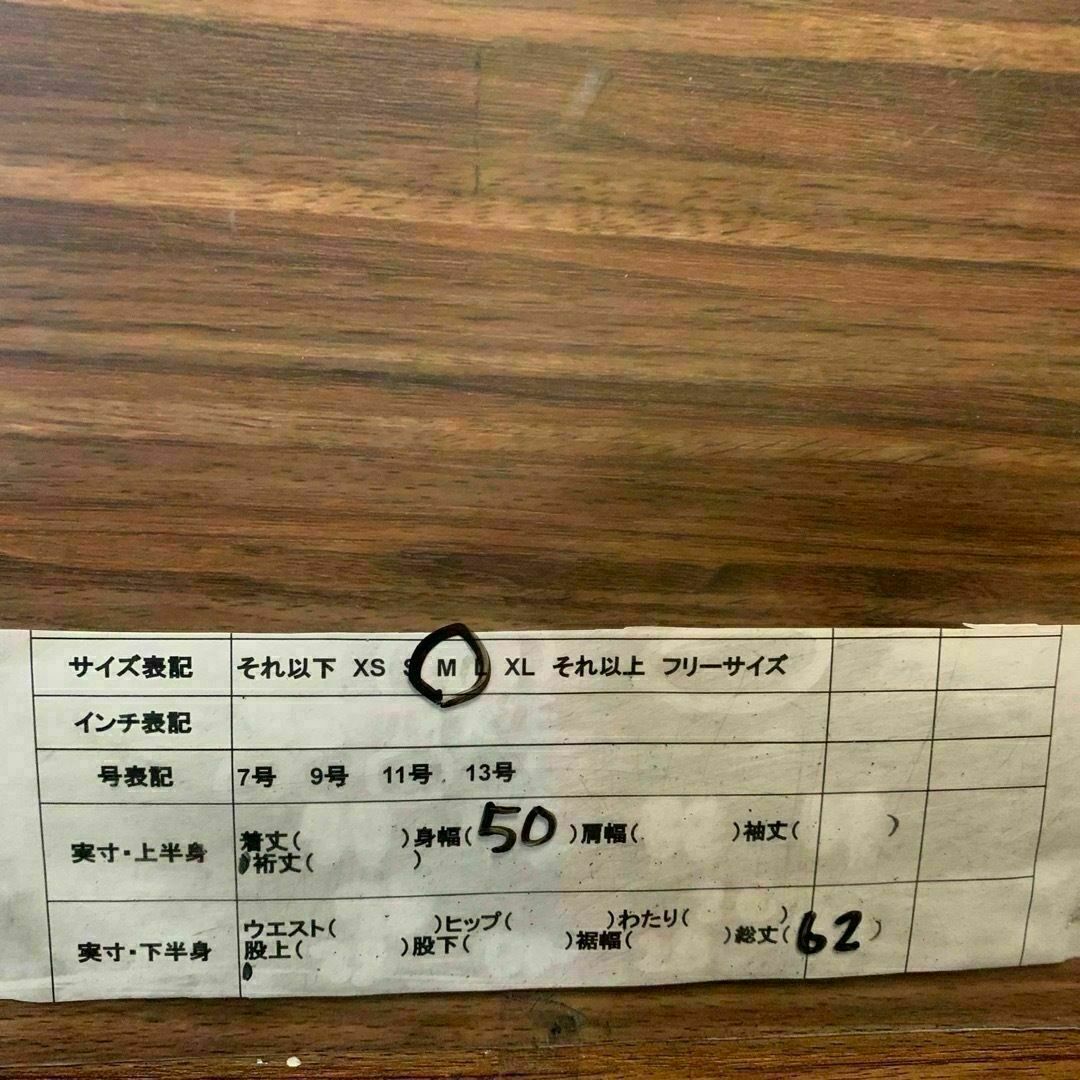 サイズ表記 それ以下 XS S M L XL それ以上 フリーサイズ
インチ表記
号表記 7号 9号 11号 13号
実寸・上半身 着丈( )身幅(50)肩幅( )袖丈( )
裄丈( )
実寸・下半身 ウエスト( )ヒップ( )わたり( )
股上( )股下( )裾幅( )総丈(62)